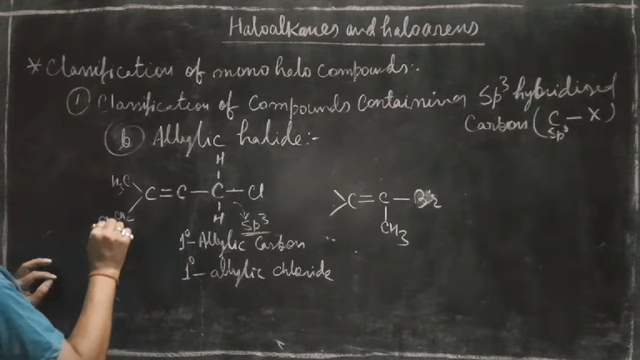 Haloalkanes and haloarens
* Classification of mono halo Compounds:-
① Classification of Compounds containing Sp³ hybridised
Carbon (C - X)
Sp³
ⓑ Allylic halide:-
H
H₃C
C = C - C - Cl
H
Sp³
1° - Allylic Carbon
1° - allylic chloride
C = C -
CH₃